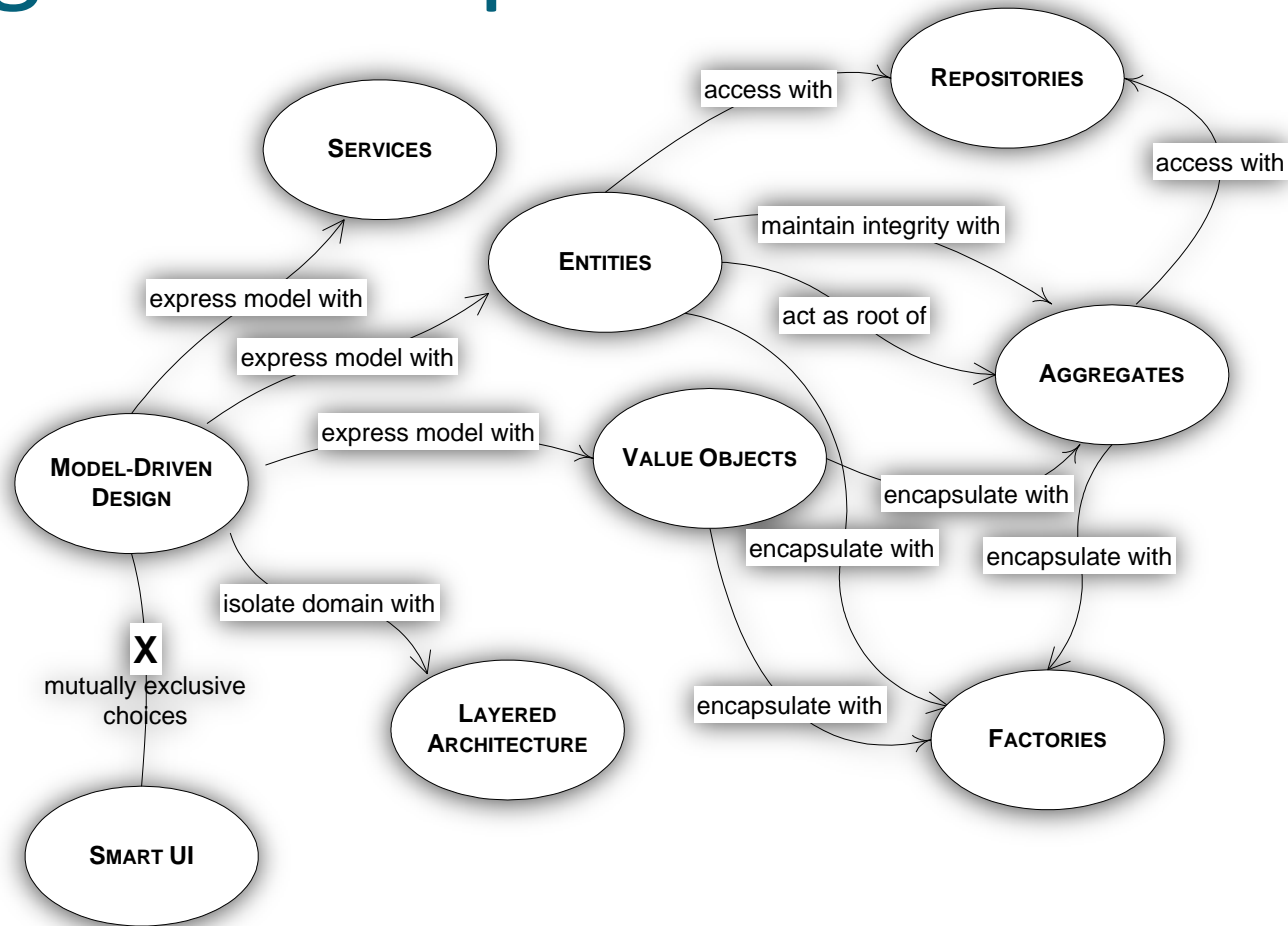 REPOSITORIES
access with
SERVICES
access with
maintain integrity with
ENTITIES
express model with
act as root of
express model with
AGGREGATES
express model with
VALUE OBJECTS
MODEL-DRIVEN
DESIGN
encapsulate with
encapsulate with
encapsulate with
isolate domain with
X
mutually exclusive
choices
encapsulate with
LAYERED
ARCHITECTURE
FACTORIES
SMART UI